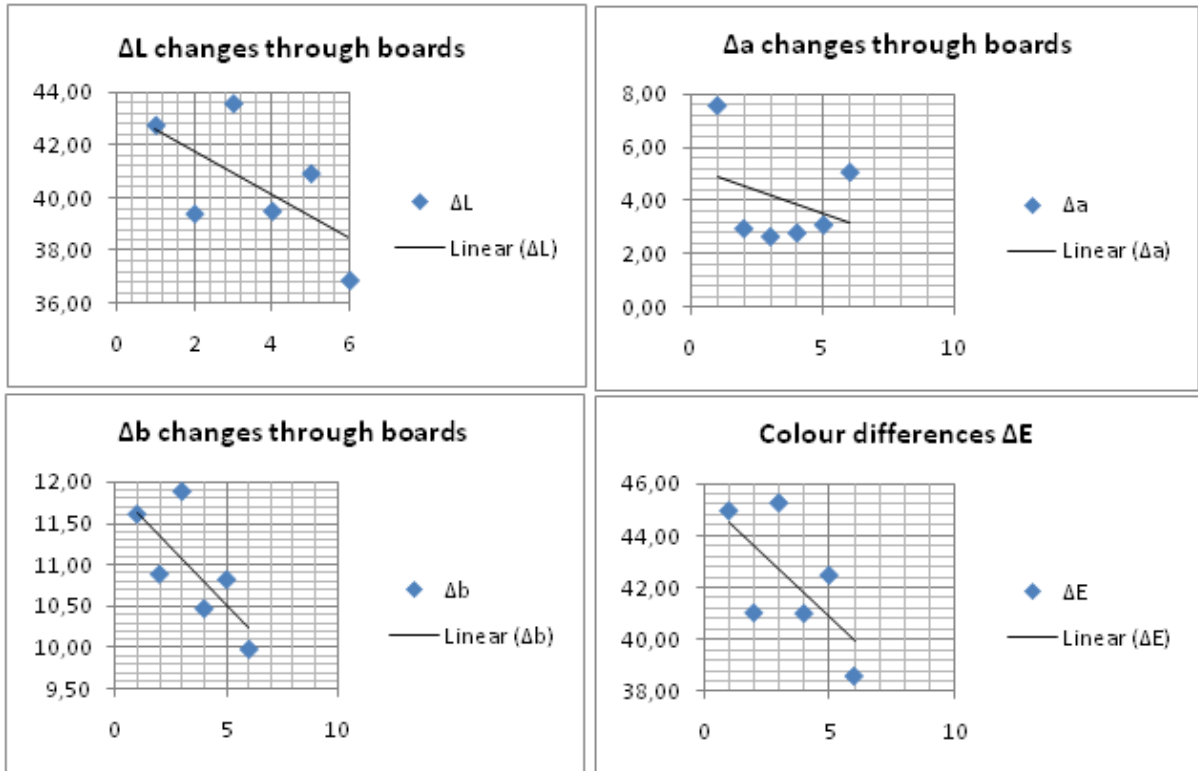 ΔL changes through boards
44,00
42,00
40,00
38,00
36,00
0 2 4 6
ΔL
Linear (ΔL)
Δa changes through boards
8,00
6,00
4,00
2,00
0,00
0 5 10
Δa
Linear (Δa)
Δb changes through boards
12,00
11,50
11,00
10,50
10,00
9,50
0 5 10
Δb
Linear (Δb)
Colour differences ΔE
46,00
44,00
42,00
40,00
38,00
0 5 10
ΔE
Linear (ΔE)